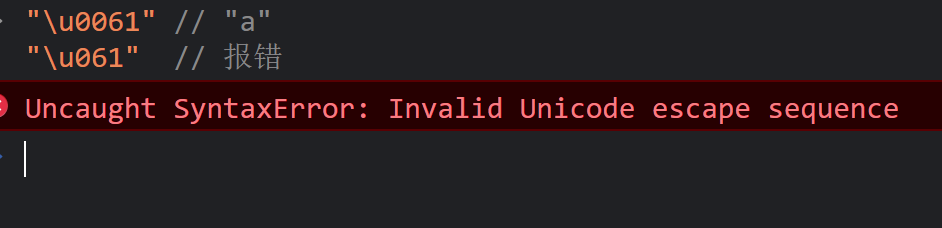 "\u0061" // "a"
"\u061"  // 报错
Uncaught SyntaxError: Invalid Unicode escape sequence